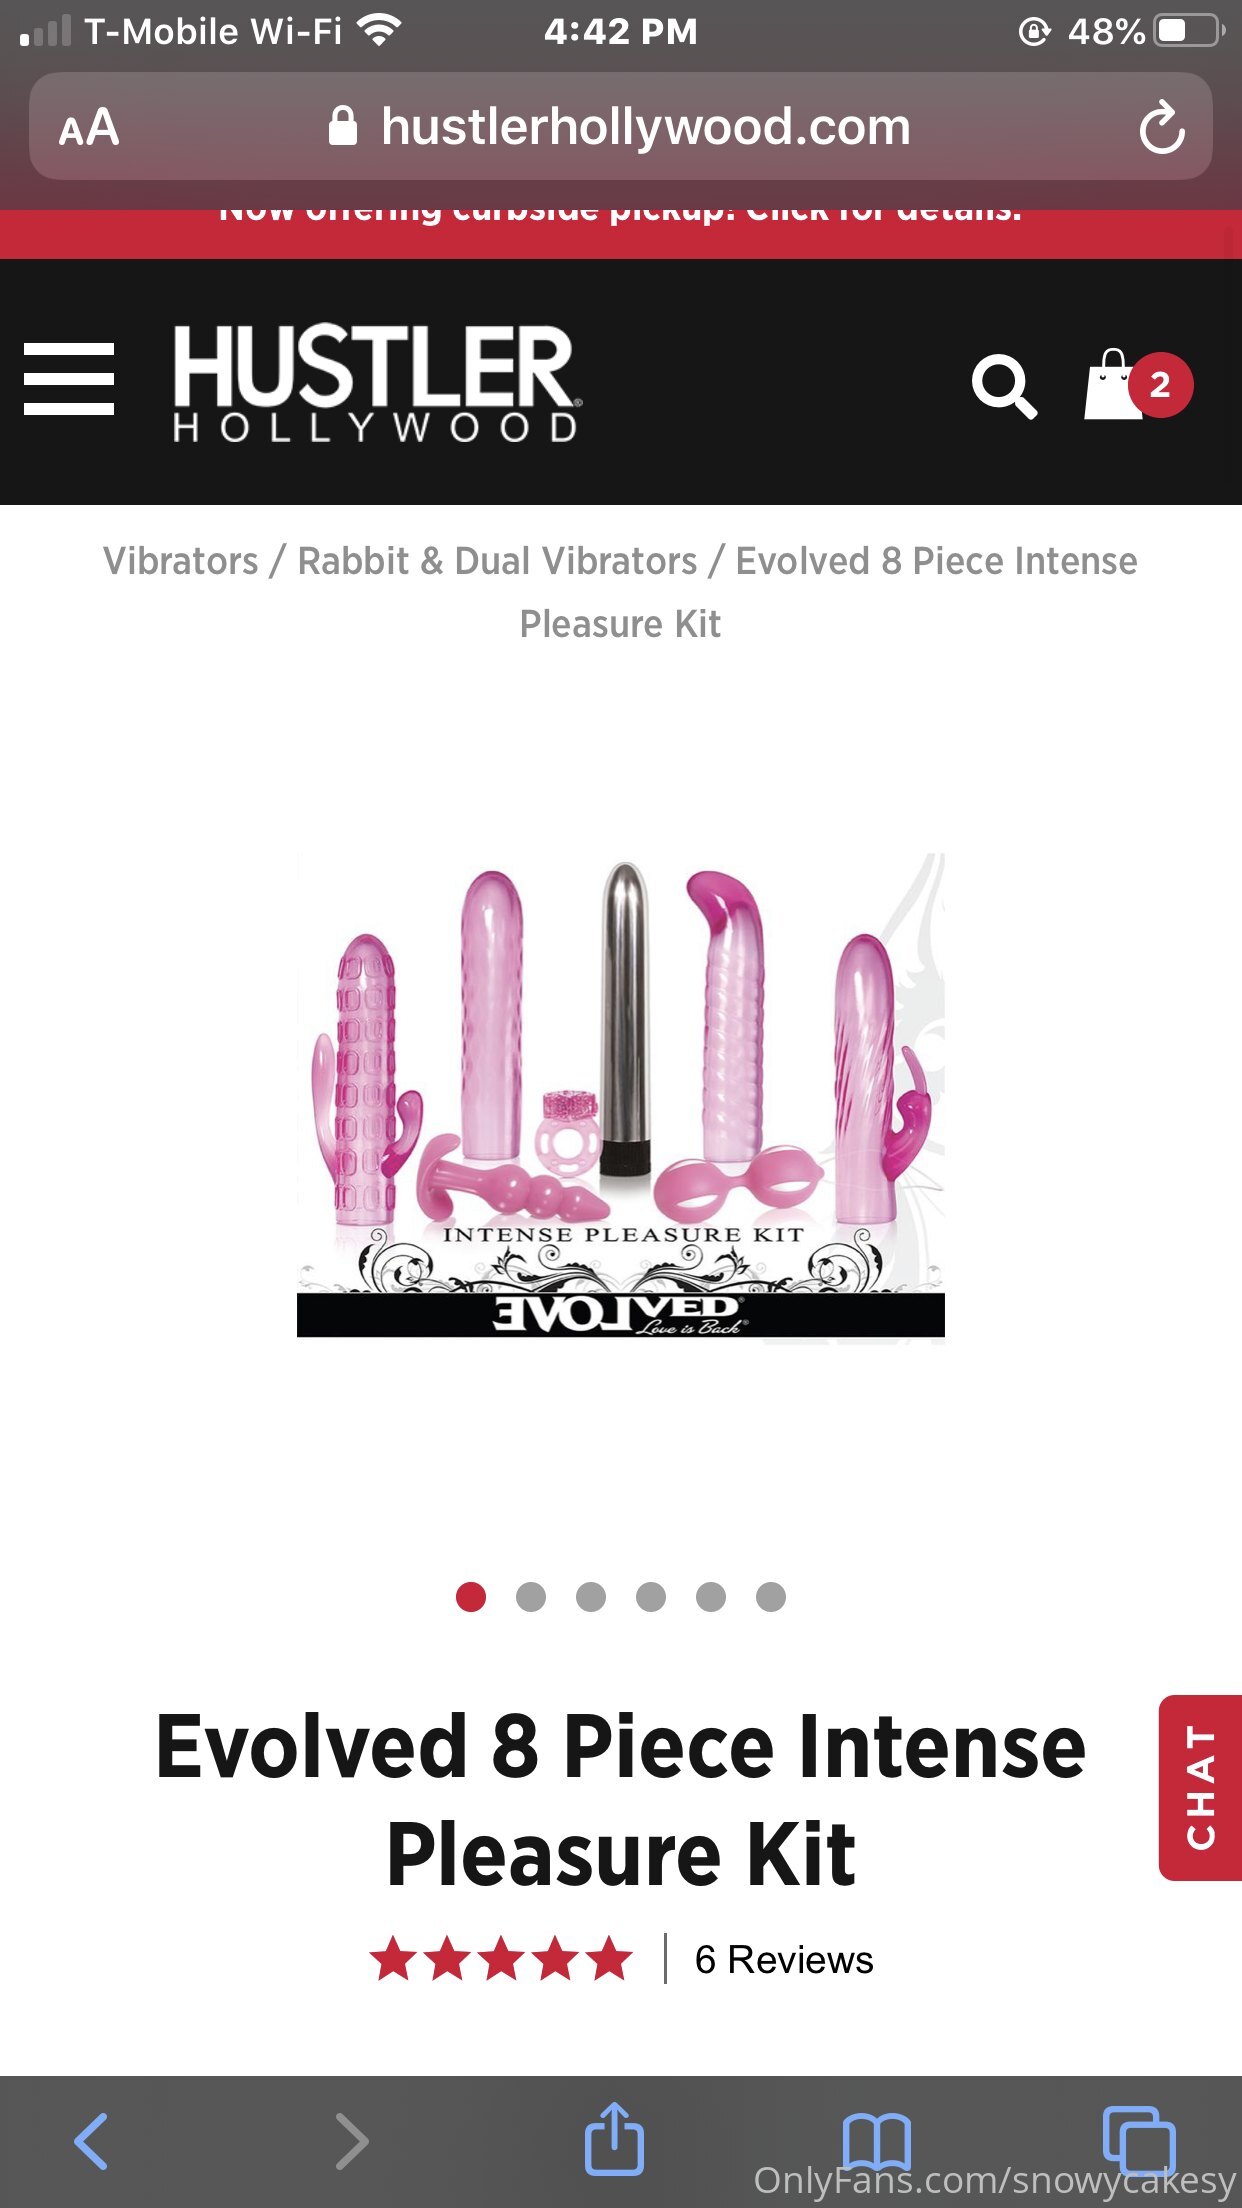 T-Mobile Wi-Fi 4:42 PM 48%
AA hustlerhollywood.com
Now offering curbside pickup! Click for details.
HUSTLER
HOLLYWOOD
2
Vibrators / Rabbit & Dual Vibrators / Evolved 8 Piece Intense
Pleasure Kit
INTENSE PLEASURE KIT
EVOLVED
Love is Back
Evolved 8 Piece Intense
Pleasure Kit
CHAT
6 Reviews
OnlyFans.com/snowycakesy